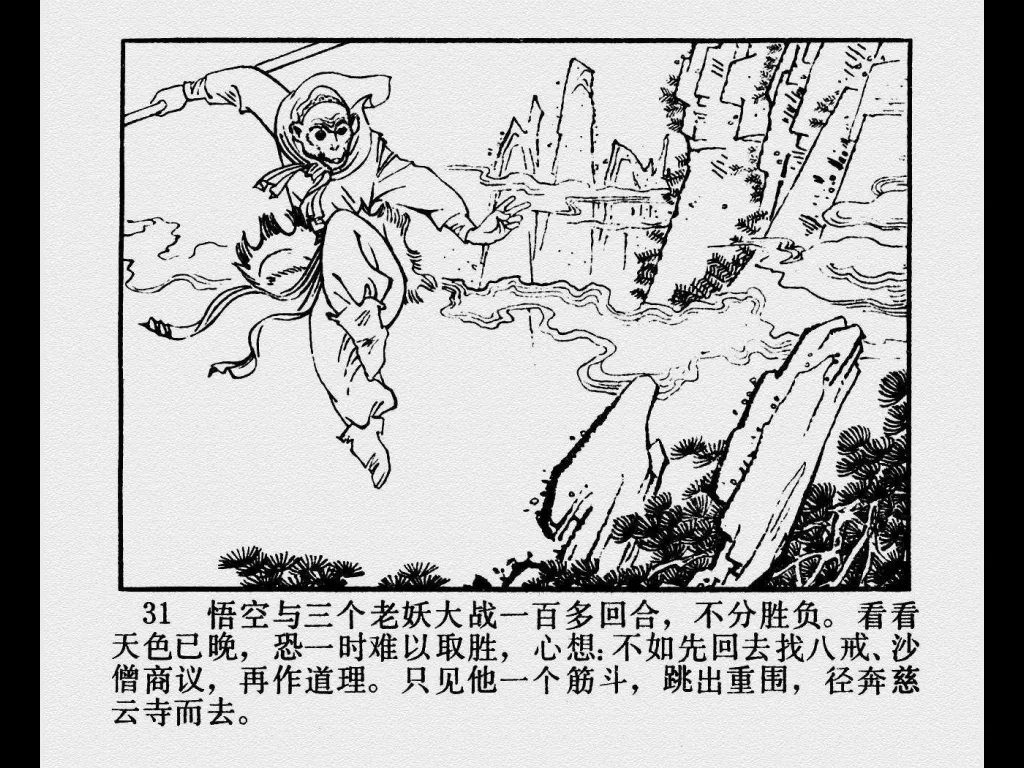 31 悟空与三个老妖大战一百多回合，不分胜负。看看
天色已晚，恐一时难以取胜，心想：不如先回去找八戒、沙
僧商议，再作道理。只见他一个筋斗，跳出重围，径奔慈
云寺而去。